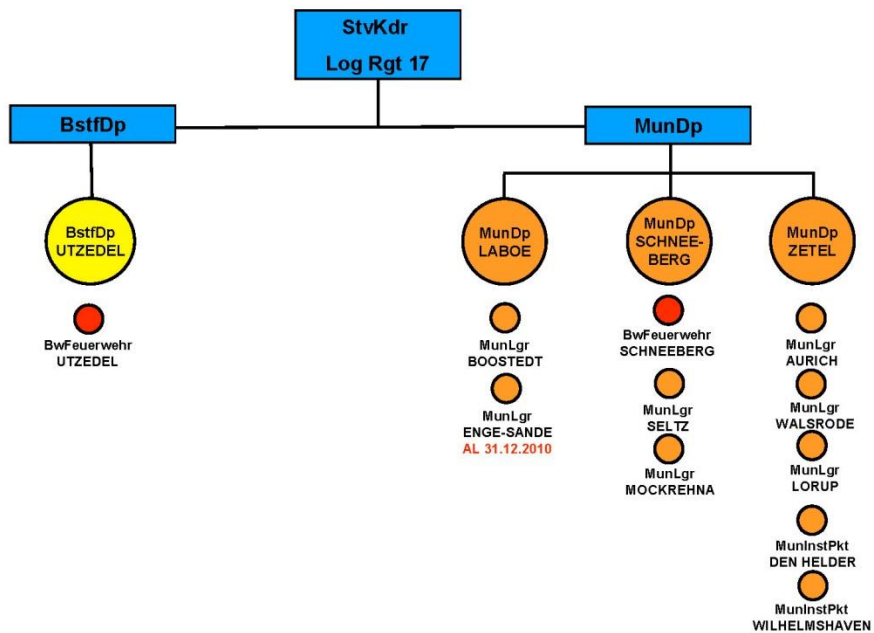 StvKdr
Log Rgt 17
BstfDp
MunDp
BstfDp
UTZEDEL
BwFeuerwehr
UTZEDEL
MunDp
LABOE
MunLgr
BOOSTEDT
MunLgr
ENGE-SANDE
AL 31.12.2010
MunDp
SCHNEE-
BERG
BwFeuerwehr
SCHNEEBERG
MunLgr
SELTZ
MunLgr
MOCKREHNA
MunDp
ZETEL
MunLgr
AURICH
MunLgr
WALSRODE
MunLgr
LORUP
MunInstPkt
DEN HELDER
MunInstPkt
WILHELMSHAVEN